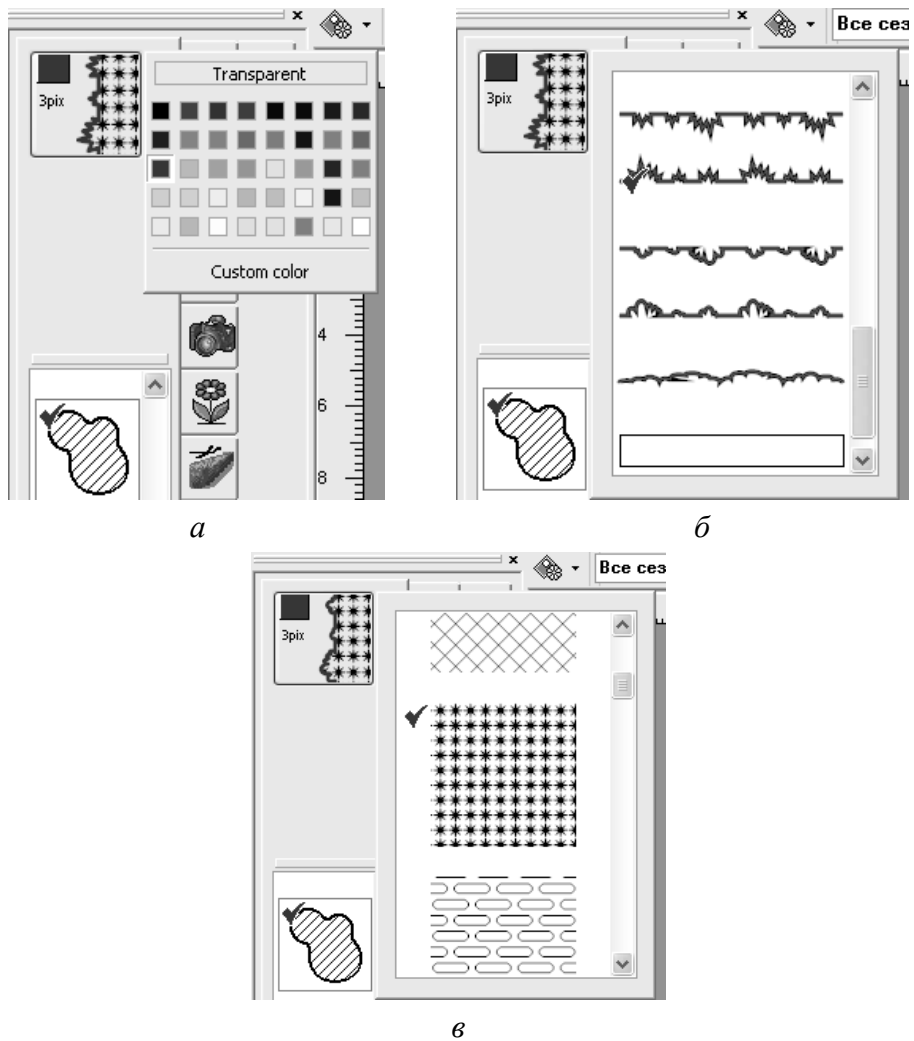 Transparent
3pix
Custom color
4
6
8
а
Все сез
3pix
б
Все сез
3pix
в